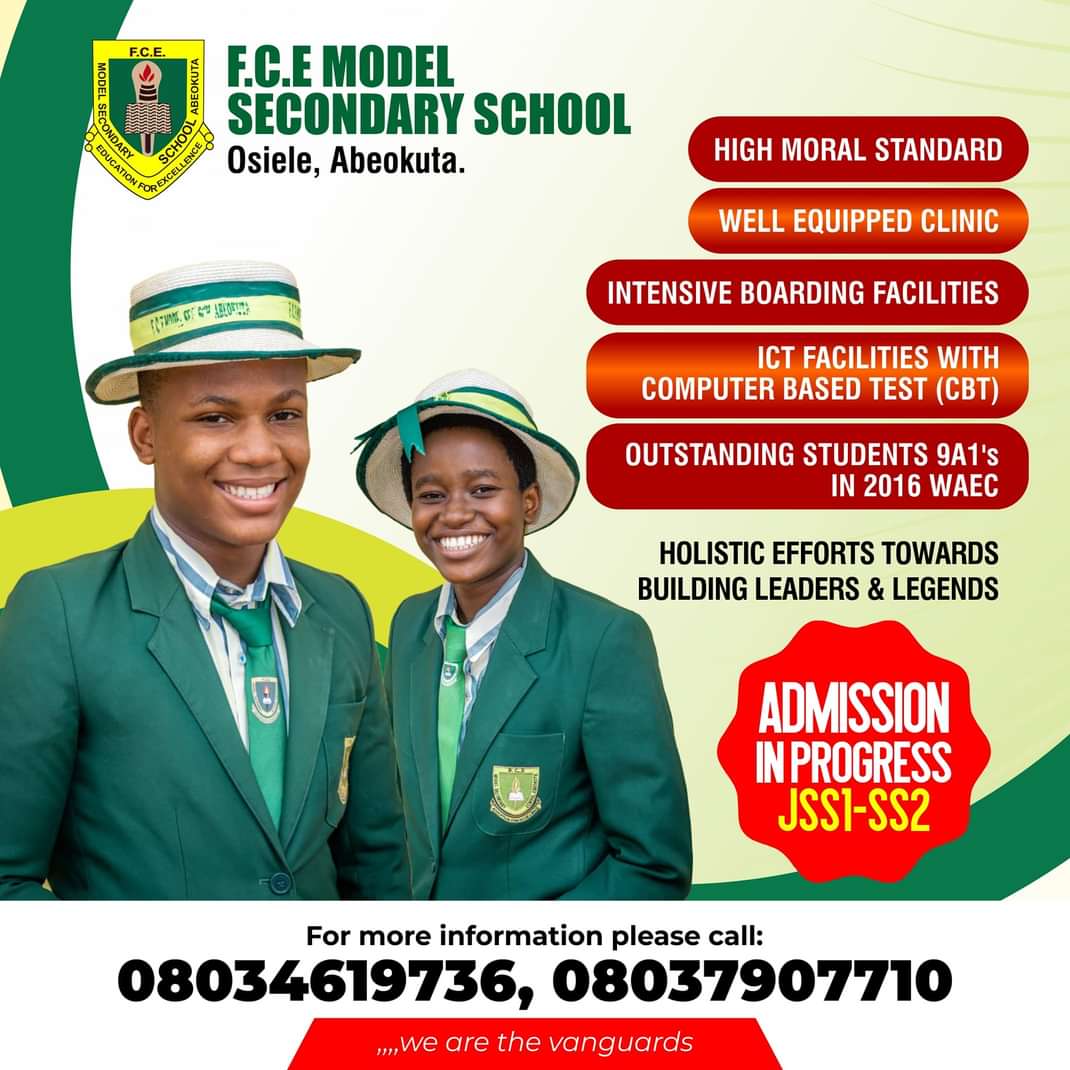 F.C.E.
MODEL SECONDARY SCHOOL ABEOKUTA
EDUCATION FOR EXCELLENCE
F.C.E MODEL
SECONDARY SCHOOL
Osiele, Abeokuta.
HIGH MORAL STANDARD
WELL EQUIPPED CLINIC
INTENSIVE BOARDING FACILITIES
ICT FACILITIES WITH
COMPUTER BASED TEST (CBT)
OUTSTANDING STUDENTS 9A1's
IN 2016 WAEC
HOLISTIC EFFORTS TOWARDS
BUILDING LEADERS & LEGENDS
ADMISSION
IN PROGRESS
JSS1-SS2
For more information please call:
08034619736, 08037907710
,,,,we are the vanguards